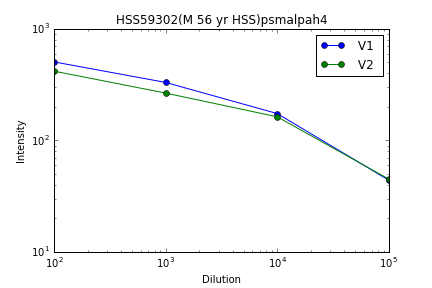 HSS59302(M 56 yr HSS)psmalpah4
10³
V1
V2
Intensity
10²
10¹
10² 10³ 10⁴ 10⁵
Dilution